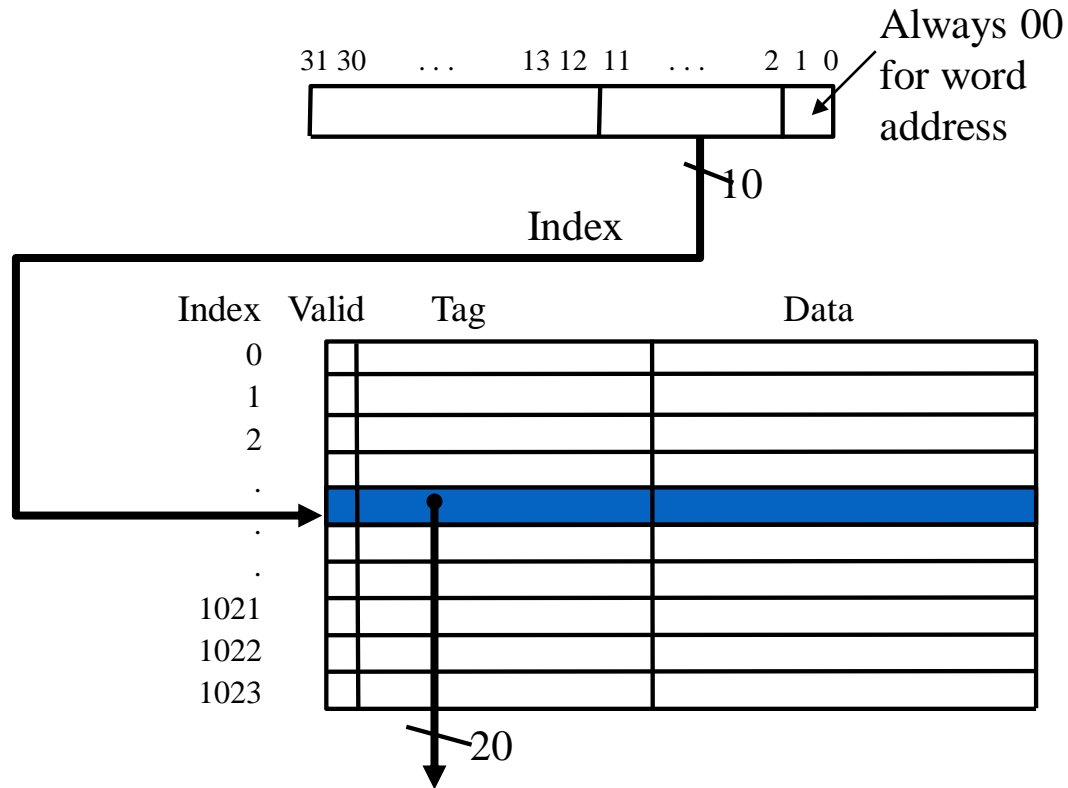 Always 00
for word
address
31 30 . . . 13 12 11 . . . 2 1 0
10
Index
Index Valid Tag Data
0
1
2
.
.
.
1021
1022
1023
20